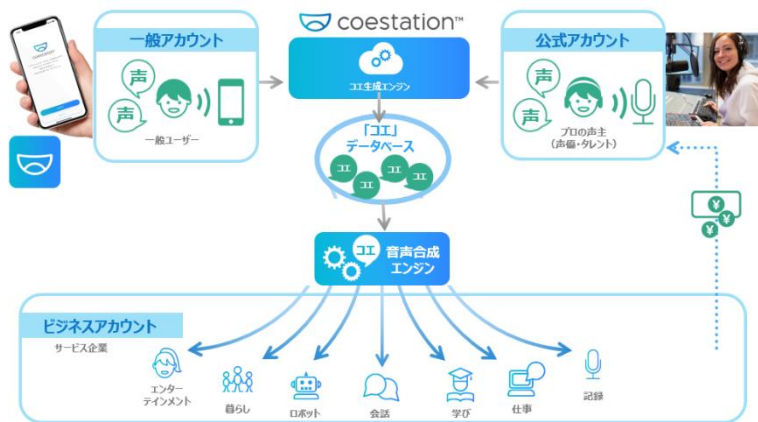 coestation™
一般アカウント
声
声
一般ユーザー
コエ生成エンジン
公式アカウント
声
声
プロの声主
(声優・タレント)
「コエ」
データベース
コエ
コエ
コエ
コエ
¥
¥
¥
コエ
音声合成
エンジン
ビジネスアカウント
サービス企業
エンター
テインメント
暮らし
ロボット
会話
学び
仕事
記録